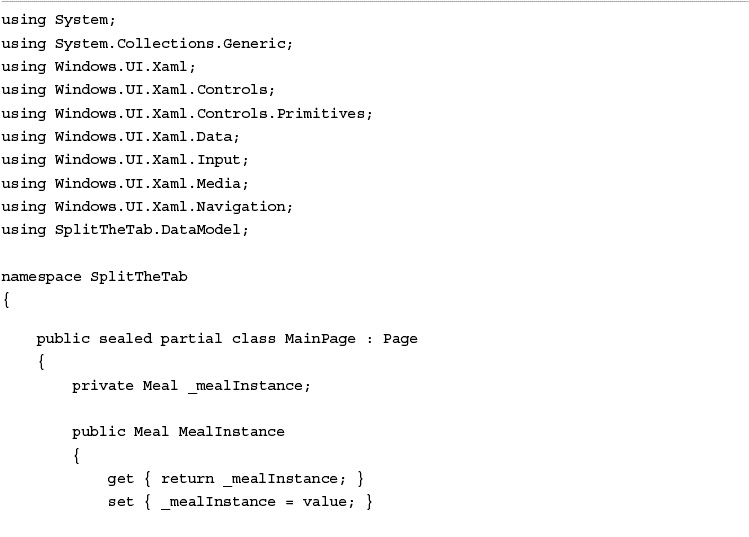 using System;
using System.Collections.Generic;
using Windows.UI.Xaml;
using Windows.UI.Xaml.Controls;
using Windows.UI.Xaml.Controls.Primitives;
using Windows.UI.Xaml.Data;
using Windows.UI.Xaml.Input;
using Windows.UI.Xaml.Media;
using Windows.UI.Xaml.Navigation;
using SplitTheTab.DataModel;

namespace SplitTheTab
{
    public sealed partial class MainPage : Page
    {
        private Meal _mealInstance;

        public Meal MealInstance
        {
            get { return _mealInstance; }
            set { _mealInstance = value; }